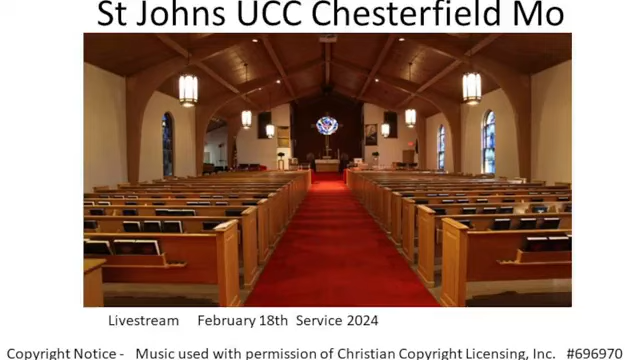 St Johns UCC Chesterfield Mo
Livestream February 18th Service 2024
Copyright Notice - Music used with permission of Christian Copyright Licensing, Inc. #696970